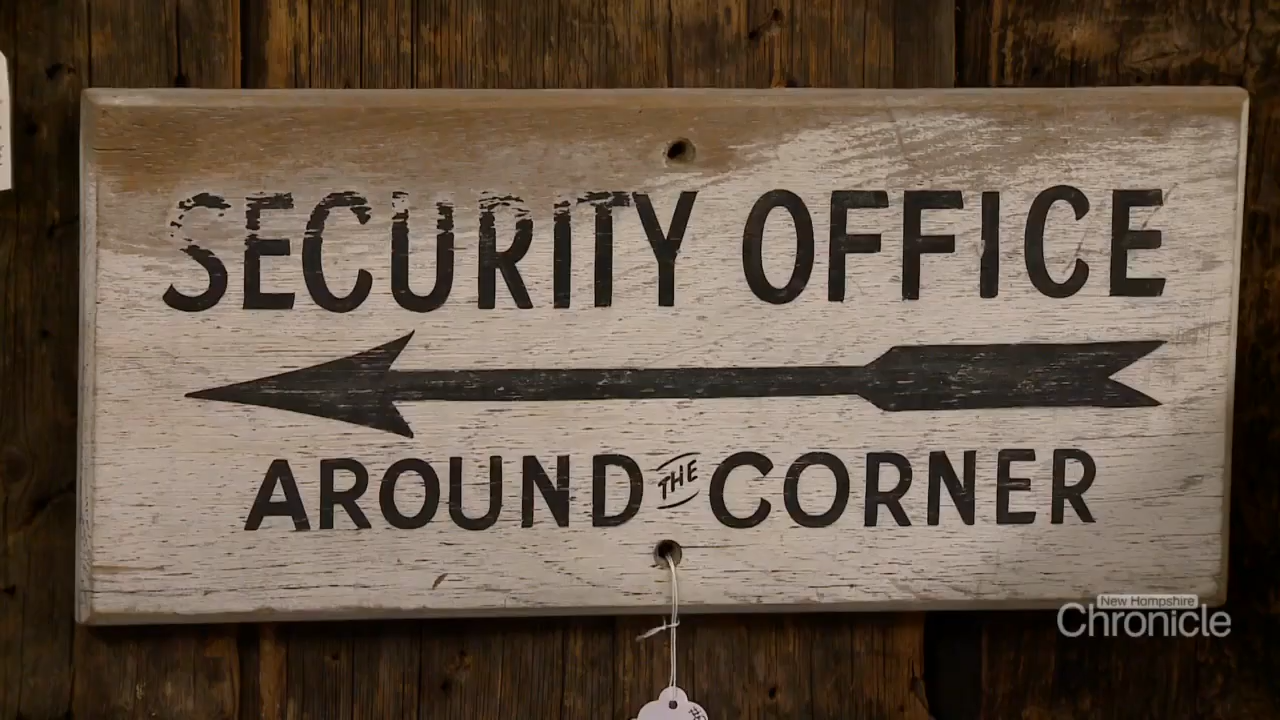 SECURITY OFFICE
AROUND THE CORNER
New Hampshire
Chronicle